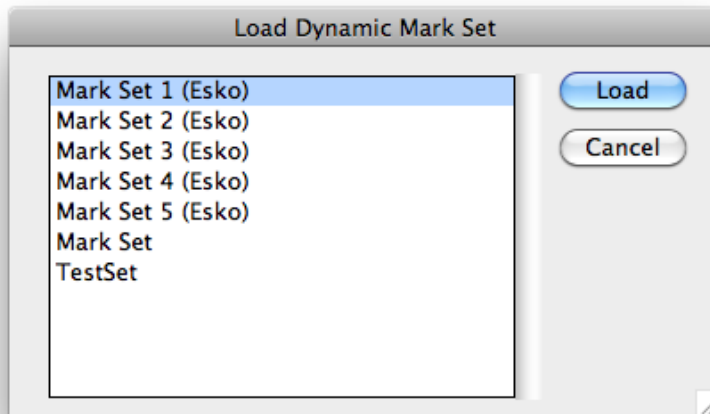 Load Dynamic Mark Set
Mark Set 1 (Esko)
Mark Set 2 (Esko)
Mark Set 3 (Esko)
Mark Set 4 (Esko)
Mark Set 5 (Esko)
Mark Set
TestSet
Load
Cancel